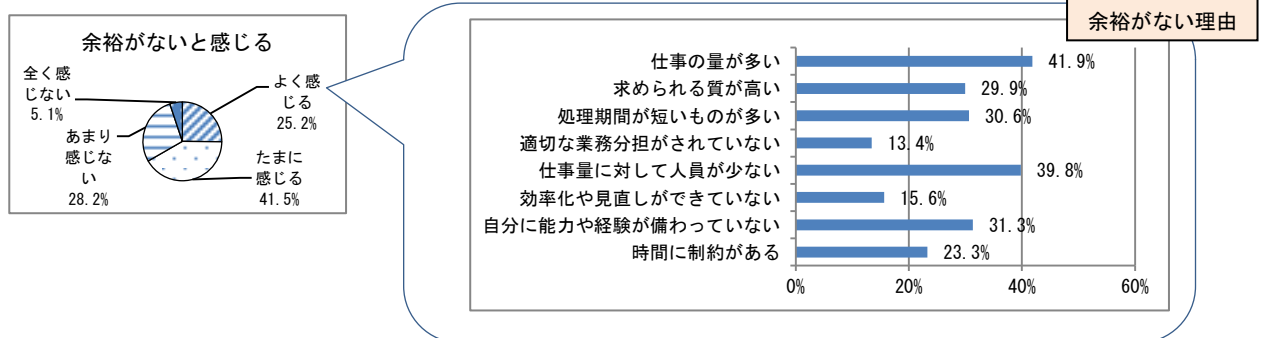 余裕がないと感じる
全く感
じない
5.1%
よく感
じる
25.2%
あまり
感じな
い
28.2%
たまに
感じる
41.5%
余裕がない理由
仕事の量が多い 41.9%
求められる質が高い 29.9%
処理期間が短いものが多い 30.6%
適切な業務分担がされていない 13.4%
仕事量に対して人員が少ない 39.8%
効率化や見直しができていない 15.6%
自分に能力や経験が備わっていない 31.3%
時間に制約がある 23.3%
0% 20% 40% 60%